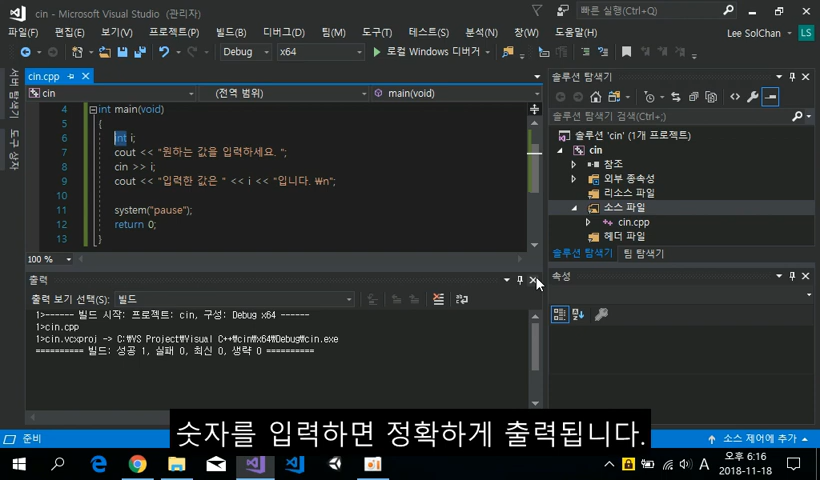 cin - Microsoft Visual Studio (관리자)
빠른 실행(Ctrl+Q)
파일(F) 편집(E) 보기(V) 프로젝트(P) 빌드(B) 디버그(D) 팀(M) 도구(T) 테스트(S) 분석(N) 창(W) 도움말(H)
Lee SolChan
LS
Debug x64 로컬 Windows 디버거
서버 탐색기
도구 상자
cin.cpp
cin (전역 범위) main(void)
4 int main(void)
5 {
6 int i;
7 cout << "원하는 값을 입력하세요. ";
8 cin >> i;
9 cout << "입력한 값은 " << i << "입니다. ₩n";
10
11 system("pause");
12 return 0;
13 }
100 %
솔루션 탐색기
솔루션 탐색기 검색(Ctrl+;)
솔루션 'cin' (1개 프로젝트)
cin
참조
외부 종속성
리소스 파일
소스 파일
cin.cpp
헤더 파일
솔루션 탐색기 팀 탐색기
속성
출력
출력 보기 선택(S): 빌드
1>------ 빌드 시작: 프로젝트: cin, 구성: Debug x64 ------
1>cin.cpp
1>cin.vcxproj -> C:₩VS Project₩Visual C++₩cin₩x64₩Debug₩cin.exe
========== 빌드: 성공 1, 실패 0, 최신 0, 생략 0 ==========
숫자를 입력하면 정확하게 출력됩니다.
준비
소스 제어에 추가
A
오후 6:16
2018-11-18